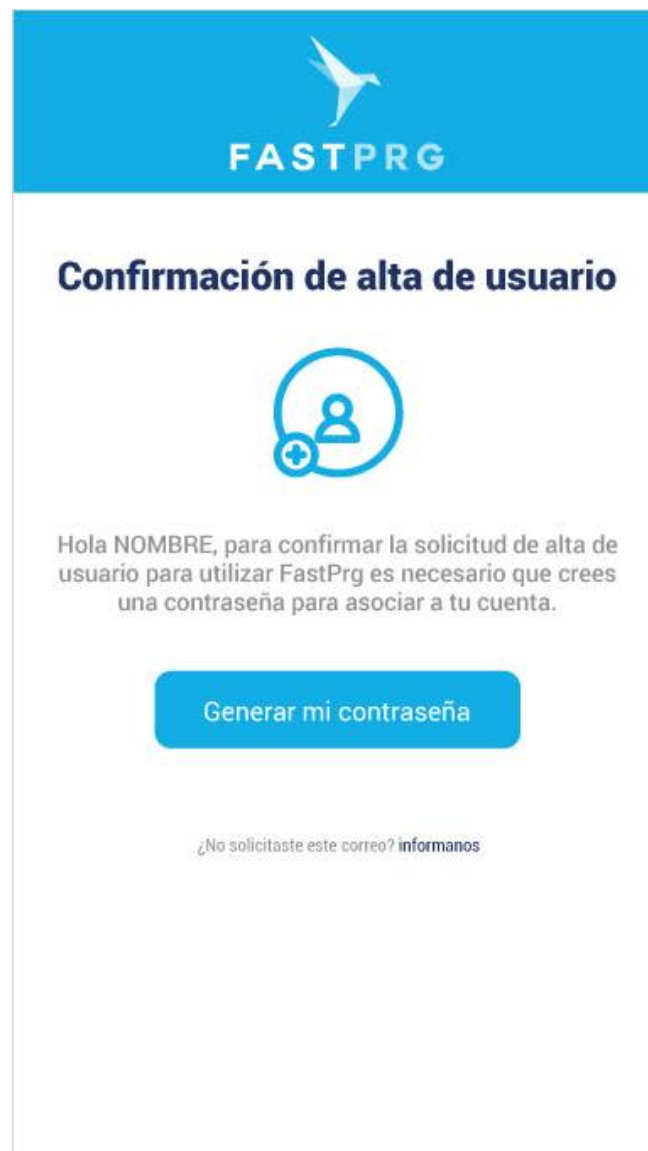 FASTPRG
Confirmación de alta de usuario
Hola NOMBRE, para confirmar la solicitud de alta de
usuario para utilizar FastPrg es necesario que crees
una contraseña para asociar a tu cuenta.
Generar mi contraseña
¿No solicitaste este correo? informanos